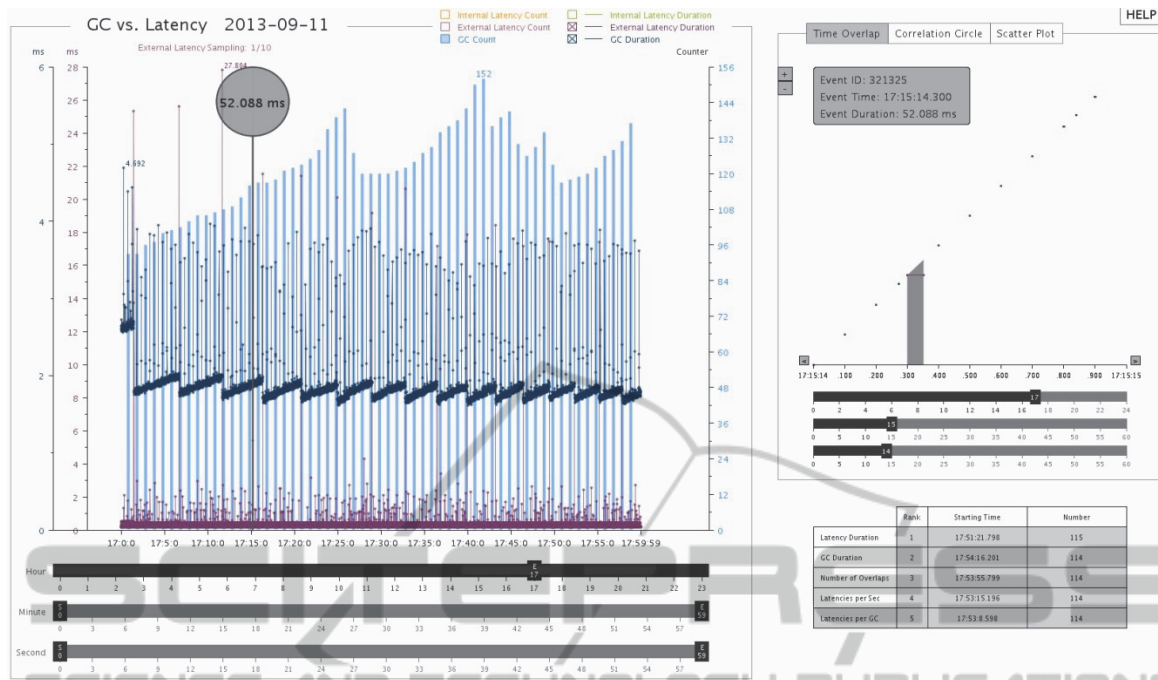 GC vs. Latency 2013-09-11
External Latency Sampling: 1/10
Internal Latency Count
External Latency Count
GC Count
Internal Latency Duration
External Latency Duration
GC Duration
ms
ms
Counter
6
4
2
0
28
26
24
22
20
18
16
14
12
10
8
6
4
2
0
27.804
52.088 ms
152
4.692
156
144
132
120
108
96
84
72
60
48
36
24
12
0
17:0:0 17:5:0 17:10:0 17:15:0 17:20:0 17:25:0 17:30:0 17:35:0 17:40:0 17:45:0 17:50:0 17:55:0 17:59:59
Hour
E 17
0 1 2 3 4 5 6 7 8 9 10 11 12 13 14 15 16 17 18 19 20 21 22 23
Minute
S 0 E 59
0 3 6 9 12 15 18 21 24 27 30 33 36 39 42 45 48 51 54 57
Second
S 0 E 59
0 3 6 9 12 15 18 21 24 27 30 33 36 39 42 45 48 51 54 57
HELP
Time Overlap Correlation Circle Scatter Plot
+
-
Event ID: 321325
Event Time: 17:15:14.300
Event Duration: 52.088 ms
< >
17:15:14 .100 .200 .300 .400 .500 .600 .700 .800 .900 17:15:15
17
0 2 4 6 8 10 12 14 16 18 20 22 24
15
0 5 10 15 20 25 30 35 40 45 50 55 60
14
0 5 10 15 20 25 30 35 40 45 50 55 60
Rank Starting Time Number
Latency Duration 1 17:51:21.798 115
GC Duration 2 17:54:16.201 114
Number of Overlaps 3 17:53:55.799 114
Latencies per Sec 4 17:53:15.196 114
Latencies per GC 5 17:53:8.598 114
SCITEPRESS
SCIENCE AND TECHNOLOGY PUBLICATIONS